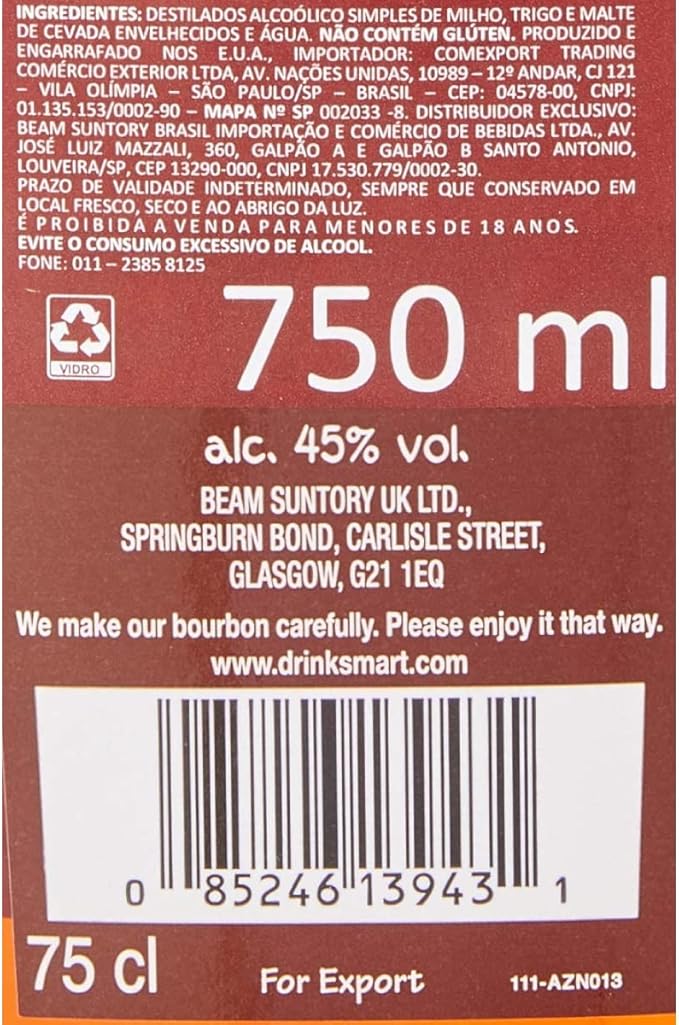 INGREDIENTES: DESTILADOS ALCOÓLICO SIMPLES DE MILHO, TRIGO E MALTE
DE CEVADA ENVELHECIDOS E ÁGUA. NÃO CONTÉM GLÚTEN. PRODUZIDO E
ENGARRAFADO NOS E.U.A., IMPORTADOR: COMEXPORT TRADING
COMÉRCIO EXTERIOR LTDA, AV. NAÇÕES UNIDAS, 10989 – 12º ANDAR, CJ 121
– VILA OLÍMPIA – SÃO PAULO/SP – BRASIL – CEP: 04578-00, CNPJ:
01.135.153/0002-90 – MAPA Nº SP 002033 -8. DISTRIBUIDOR EXCLUSIVO:
BEAM SUNTORY BRASIL IMPORTAÇÃO E COMÉRCIO DE BEBIDAS LTDA., AV.
JOSÉ LUIZ MAZZALI, 360, GALPÃO A E GALPÃO B SANTO ANTONIO,
LOUVEIRA/SP, CEP 13290-000, CNPJ 17.530.779/0002-30.
PRAZO DE VALIDADE INDETERMINADO, SEMPRE QUE CONSERVADO EM
LOCAL FRESCO, SECO E AO ABRIGO DA LUZ.
É PROIBIDA A VENDA PARA MENORES DE 18 ANOS.
EVITE O CONSUMO EXCESSIVO DE ALCOOL.
FONE: 011 – 2385 8125
VIDRO
750 ml
alc. 45% vol.
BEAM SUNTORY UK LTD.,
SPRINGBURN BOND, CARLISLE STREET,
GLASGOW, G21 1EQ
We make our bourbon carefully. Please enjoy it that way.
www.drinksmart.com
0 85246 13943 1
75 cl
For Export
111-AZN013